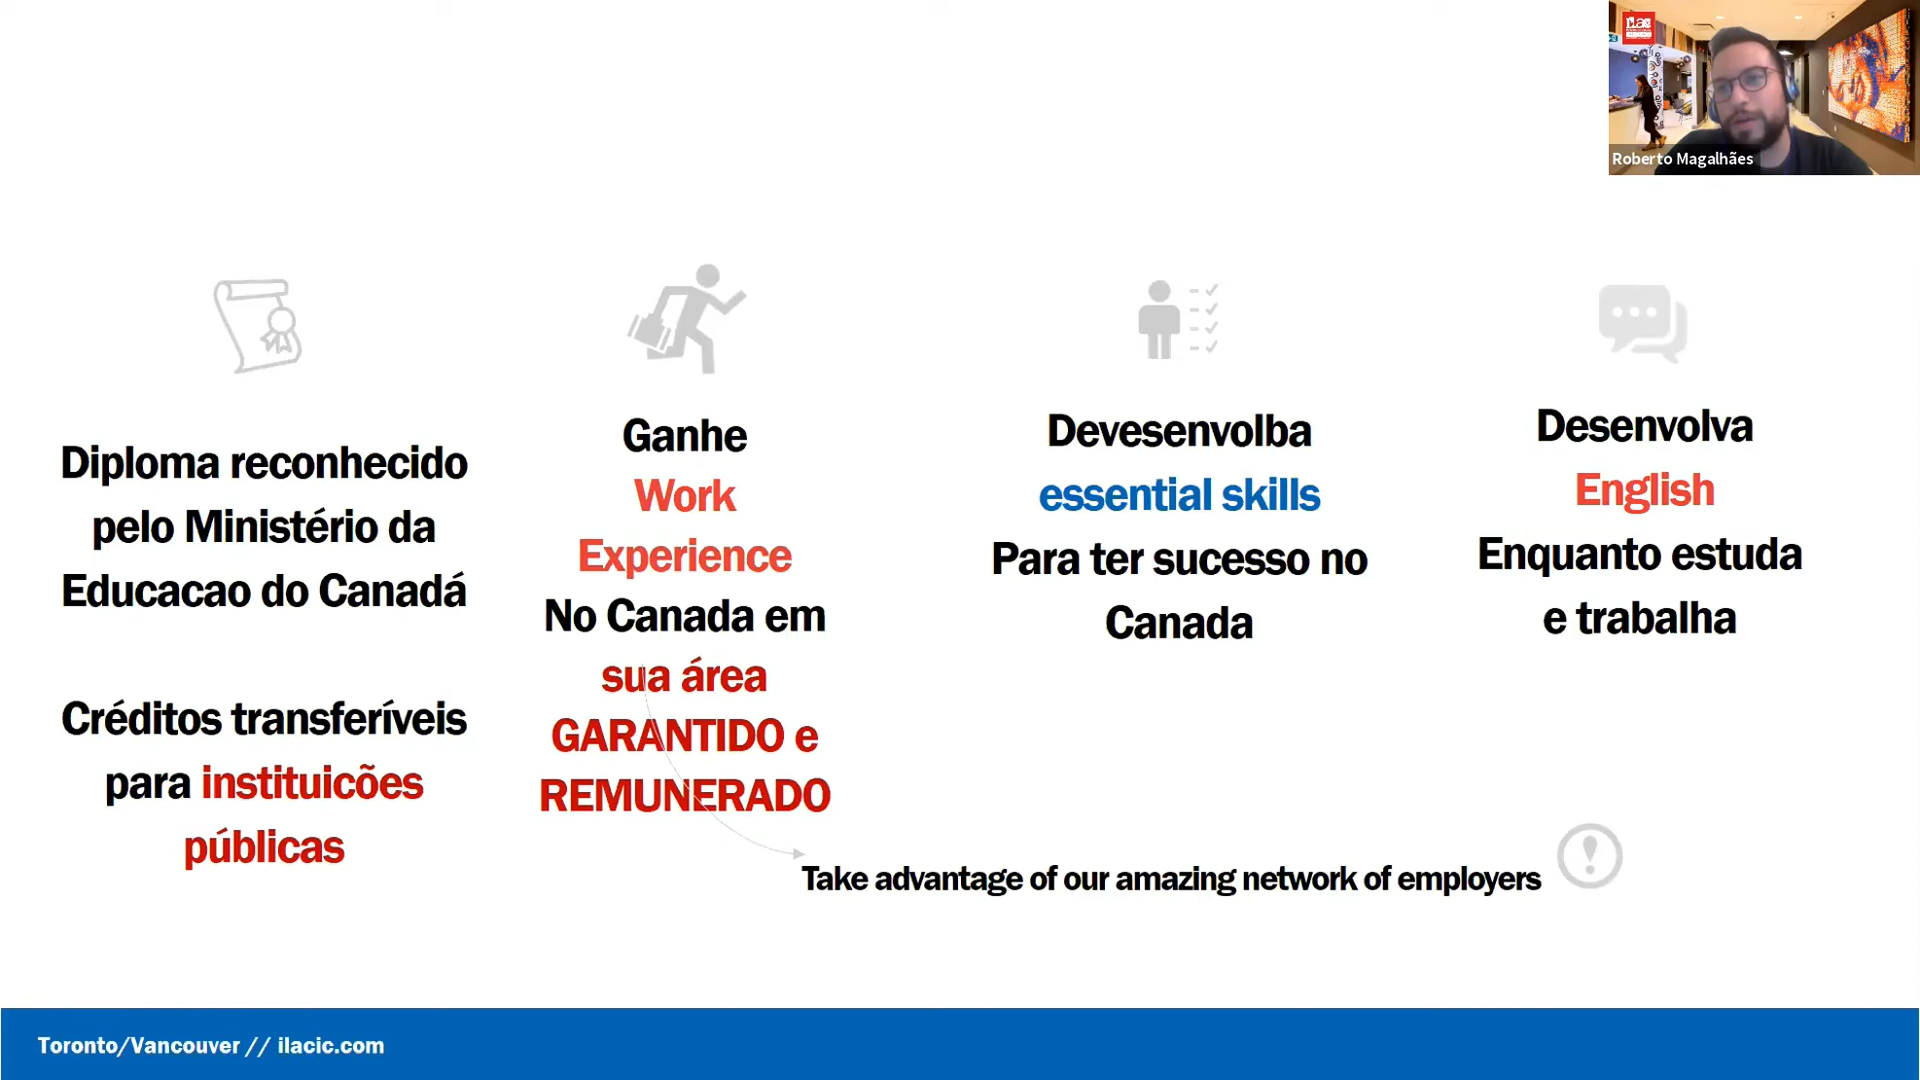 ilac
Roberto Magalhães
Diploma reconhecido
pelo Ministério da
Educacao do Canadá
Créditos transferíveis
para instituicões
públicas
Ganhe
Work
Experience
No Canada em
sua área
GARANTIDO e
REMUNERADO
Devesenvolba
essential skills
Para ter sucesso no
Canada
Desenvolva
English
Enquanto estuda
e trabalha
Take advantage of our amazing network of employers
Toronto/Vancouver // ilacic.com